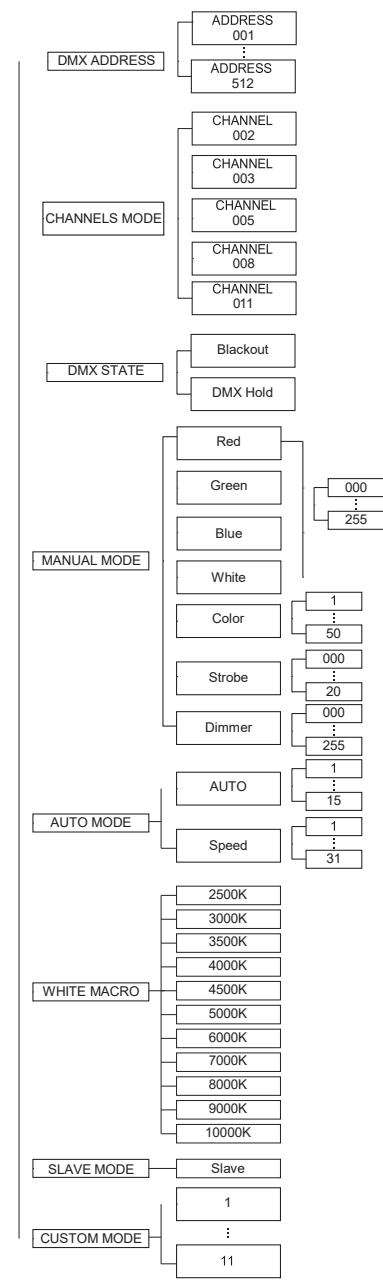 DMX ADDRESS
ADDRESS
001
ADDRESS
512
CHANNELS MODE
CHANNEL
002
CHANNEL
003
CHANNEL
005
CHANNEL
008
CHANNEL
011
DMX STATE
Blackout
DMX Hold
MANUAL MODE
Red
Green
Blue
White
000
255
Color
1
50
Strobe
000
20
Dimmer
000
255
AUTO MODE
AUTO
1
15
Speed
1
31
WHITE MACRO
2500K
3000K
3500K
4000K
4500K
5000K
6000K
7000K
8000K
9000K
10000K
SLAVE MODE
Slave
CUSTOM MODE
1
11